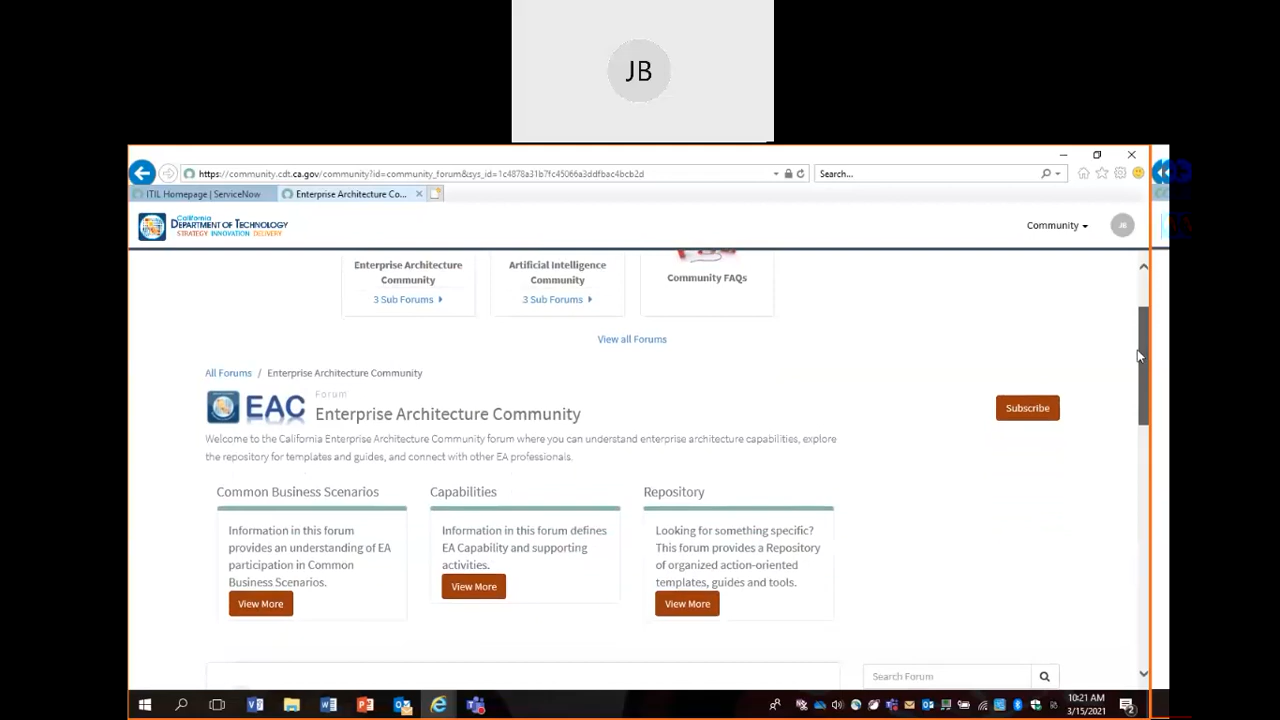 JB
https://community.cdt.ca.gov/community?id=community_forum&sys_id=1c4878a31b7fc45066a3ddfbac4bcb2d
Search...
ITIL Homepage | ServiceNow
Enterprise Architecture Co...
California
DEPARTMENT OF TECHNOLOGY
STRATEGY INNOVATION DELIVERY
Community
JB
Enterprise Architecture
Community
3 Sub Forums
Artificial Intelligence
Community
3 Sub Forums
Community FAQs
View all Forums
All Forums / Enterprise Architecture Community
EAC
Forum
Enterprise Architecture Community
Subscribe
Welcome to the California Enterprise Architecture Community forum where you can understand enterprise architecture capabilities, explore
the repository for templates and guides, and connect with other EA professionals.
Common Business Scenarios
Information in this forum
provides an understanding of EA
participation in Common
Business Scenarios.
View More
Capabilities
Information in this forum defines
EA Capability and supporting
activities.
View More
Repository
Looking for something specific?
This forum provides a Repository
of organized action-oriented
templates, guides and tools.
View More
Search Forum
10:21 AM
3/15/2021
2